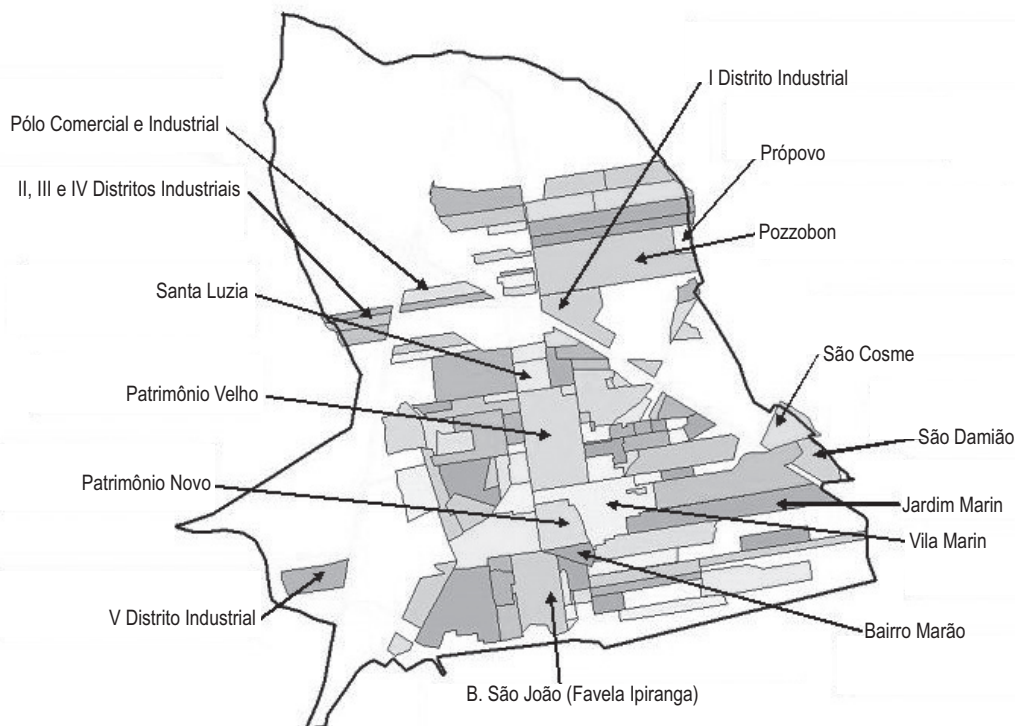 I Distrito Industrial
Pólo Comercial e Industrial
Própovo
II, III e IV Distritos Industriais
Pozzobon
Santa Luzia
São Cosme
Patrimônio Velho
São Damião
Patrimônio Novo
Jardim Marin
Vila Marin
V Distrito Industrial
Bairro Marão
B. São João (Favela Ipiranga)